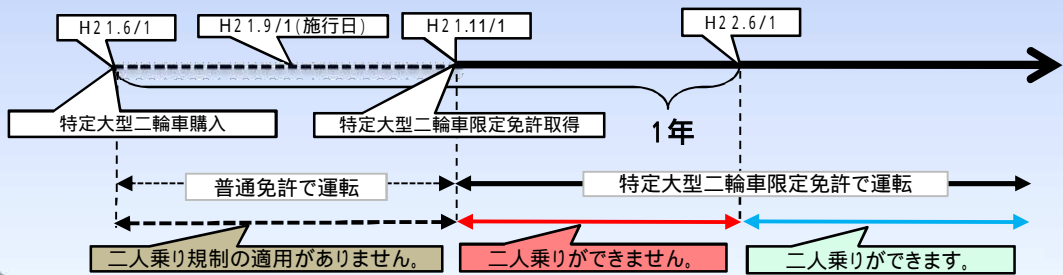 H21.6/1
H21.9/1(施行日)
H21.11/1
H22.6/1
特定大型二輪車購入
特定大型二輪車限定免許取得
1年
普通免許で運転
特定大型二輪車限定免許で運転
二人乗り規制の適用がありません。
二人乗りができません。
二人乗りができます。